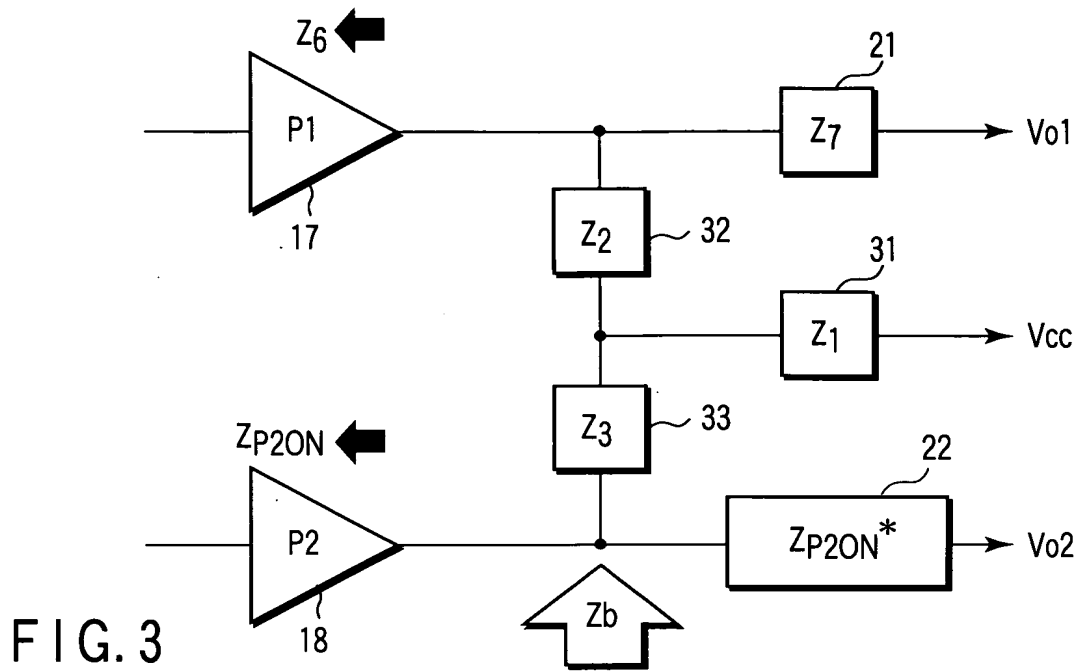 Z6
21
P1
Z7
Vo1
17
Z2
32
31
Z1
Vcc
ZP2ON
Z3
33
22
P2
ZP2ON*
Vo2
18
Zb
FIG. 3